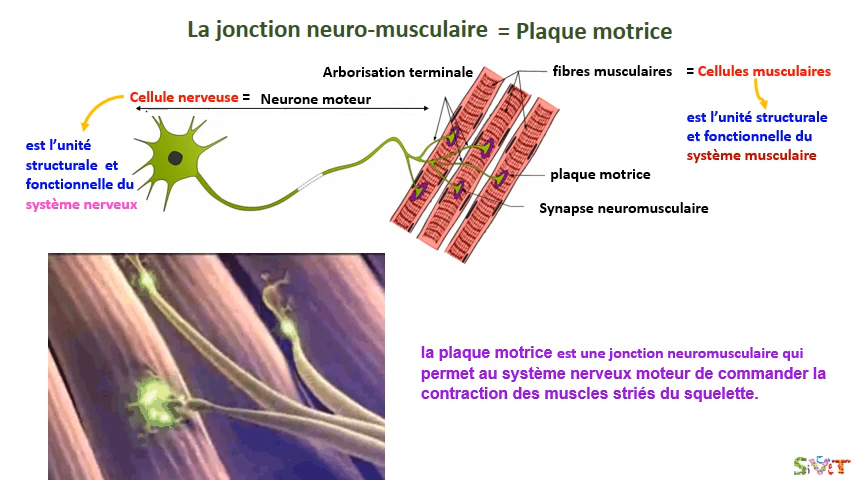 La jonction neuro-musculaire = Plaque motrice
Arborisation terminale
fibres musculaires = Cellules musculaires
Cellule nerveuse = Neurone moteur
est l’unité
structurale et
fonctionnelle du
système nerveux
est l’unité structurale
et fonctionnelle du
système musculaire
plaque motrice
Synapse neuromusculaire
la plaque motrice est une jonction neuromusculaire qui
permet au système nerveux moteur de commander la
contraction des muscles striés du squelette.